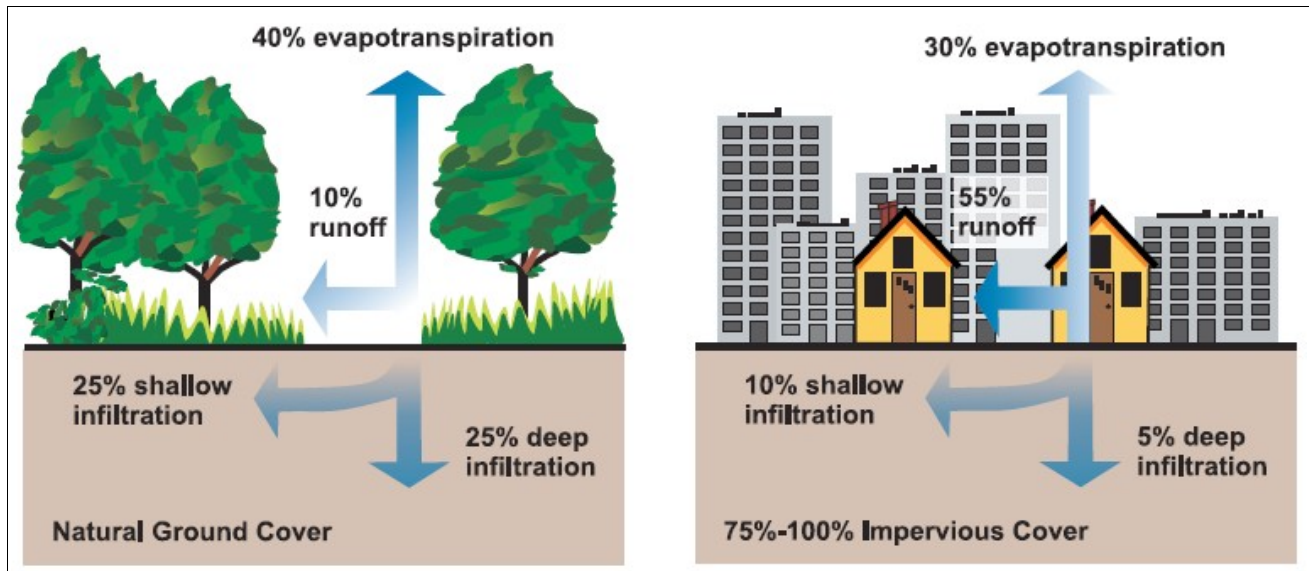 40% evapotranspiration
10%
runoff
25% shallow
infiltration
25% deep
infiltration
Natural Ground Cover
30% evapotranspiration
55%
runoff
10% shallow
infiltration
5% deep
infiltration
75%-100% Impervious Cover